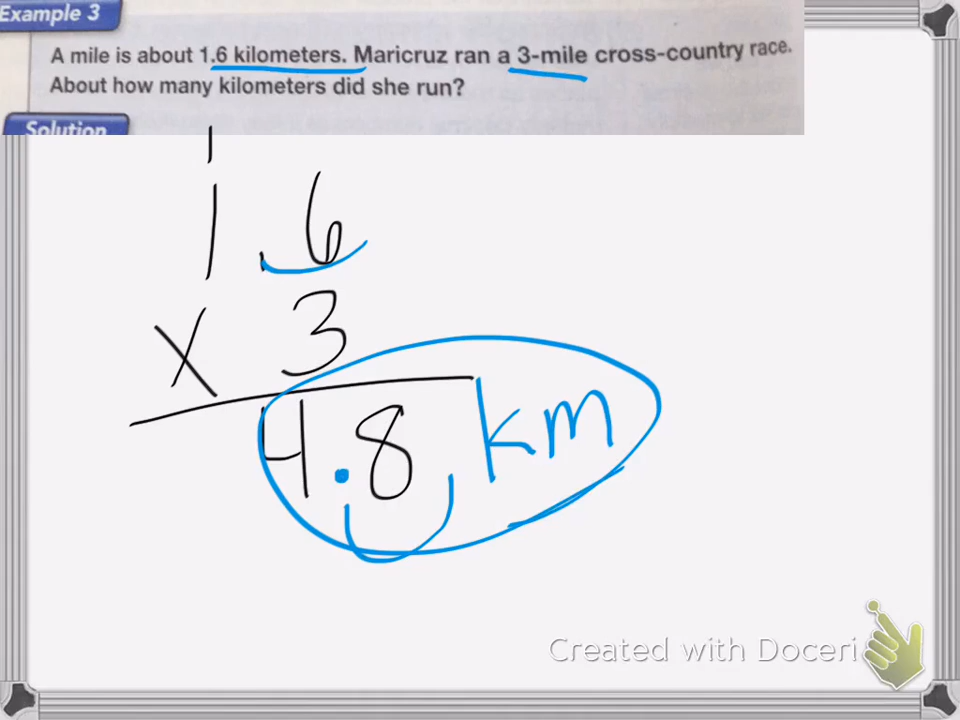 Example 3
A mile is about 1.6 kilometers. Maricruz ran a 3-mile cross-country race.
About how many kilometers did she run?
Solution
1
1.6
x 3
4.8 km
Created with Doceri